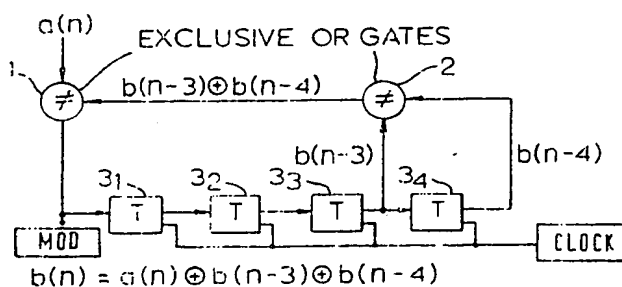 a(n)
EXCLUSIVE OR GATES
1
2
≠
≠
b(n-3)⊕b(n-4)
b(n-3)
b(n-4)
3₁
3₂
3₃
3₄
T
T
T
T
MOD
CLOCK
b(n) = a(n)⊕b(n-3)⊕b(n-4)